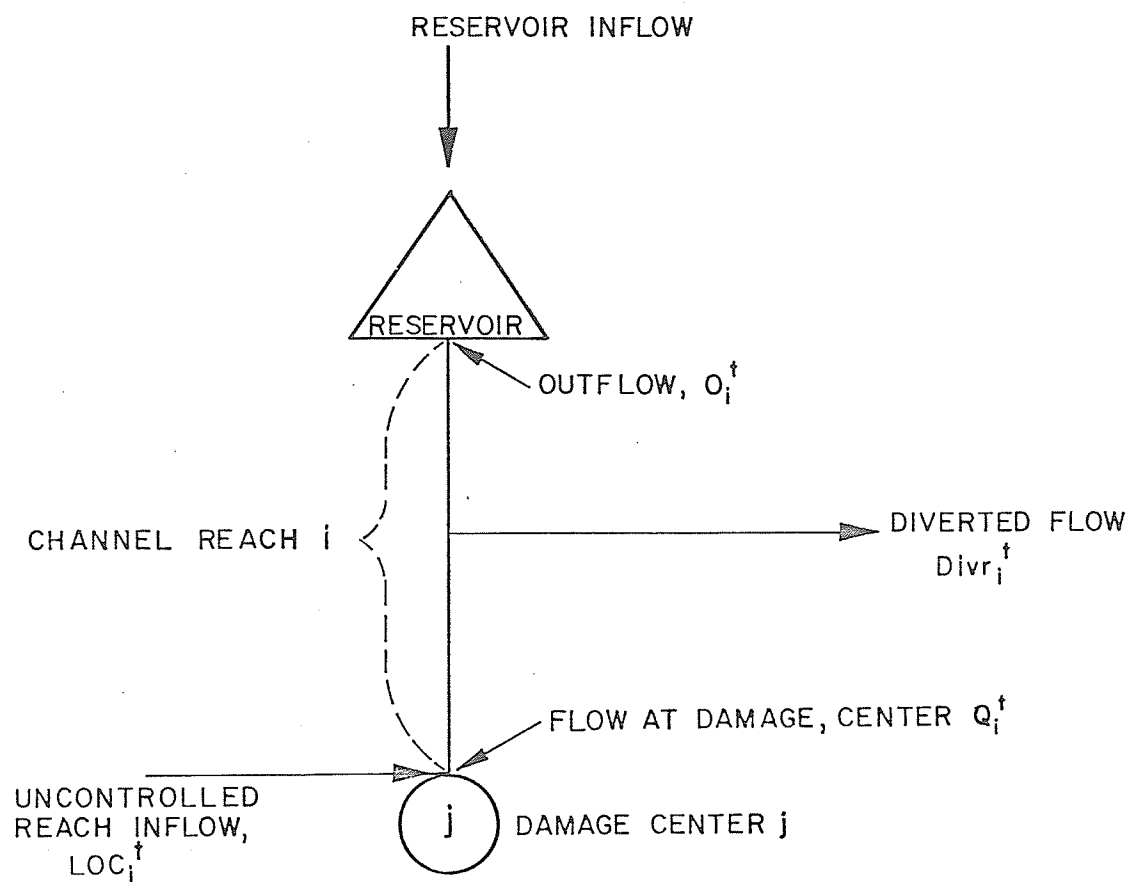 RESERVOIR INFLOW
RESERVOIR
OUTFLOW, O_i^t
CHANNEL REACH i
DIVERTED FLOW
Divr_i^t
FLOW AT DAMAGE, CENTER Q_i^t
UNCONTROLLED
REACH INFLOW,
LOC_i^t
j
DAMAGE CENTER j